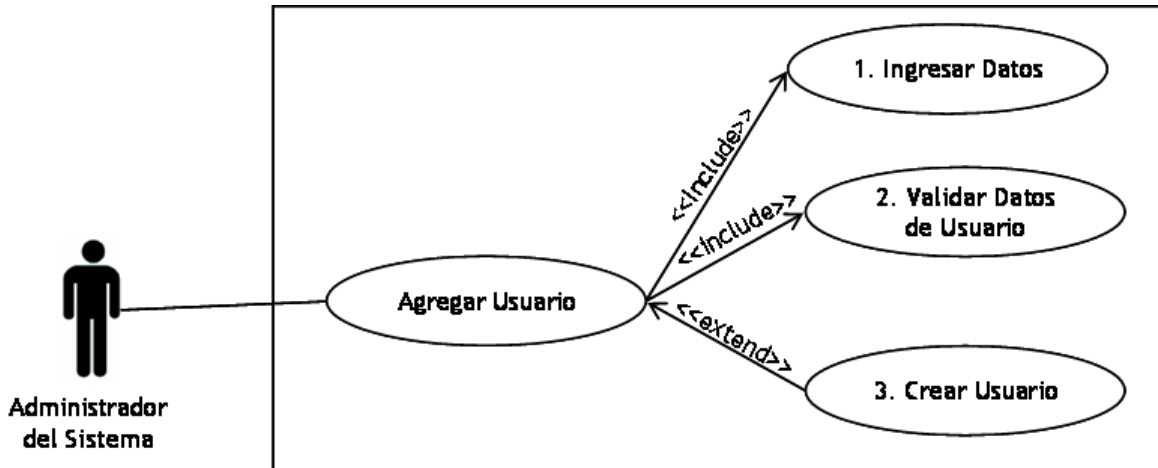 1. Ingresar Datos
<<include>>
2. Validar Datos
de Usuario
<<include>>
Agregar Usuario
<<extend>>
3. Crear Usuario
Administrador
del Sistema